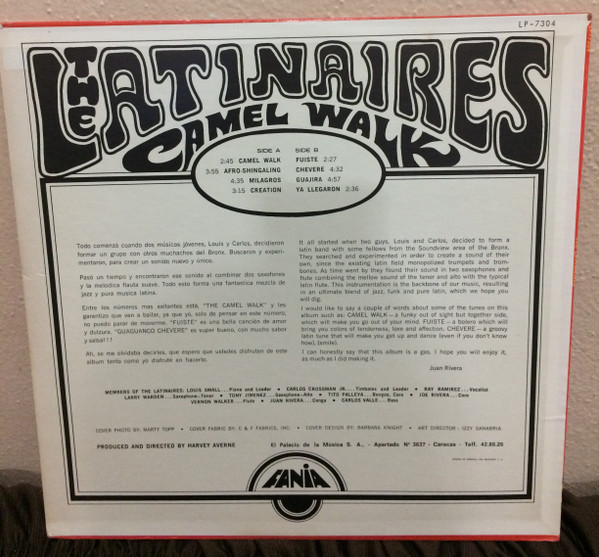 LP-7304
THE LATINAIRES
CAMEL WALK
SIDE A
2:45 CAMEL WALK
3:55 AFRO-SHINGALING
4:35 MILAGROS
3:15 CREATION
SIDE B
FUISTE 2:27
CHEVERE 4:32
GUAJIRA 4:57
YA LLEGARON 2:36
Todo comenzó cuando dos músicos jóvenes, Louis y Carlos, decidieron
formar un grupo con otros muchachos del Bronx. Buscaron y experi-
mentaron, para crear un sonido nuevo y único.
Pasó un tiempo y encontraron ese sonido al combinar dos saxofones
y la melodica flauta suave. Todo esto forma una fantastica mezcla de
jazz y pura musica latina.
Entre los números mas exitantes está, "THE CAMEL WALK" y les
garantizo que van a bailar, ya que yo, solo de pensar en este número,
no puedo parar de moverme. "FUISTE" es una bella canción de amor
y dulzura. "GUAGUANCO CHEVERE" es super bueno, con mucho sabor
y salsa!!!
Ah, se me olvidaba decirles, que espero que ustedes disfruten de este
album tanto como yo disfruté en hacerlo.
It all started when two guys, Louis and Carlos, decided to form a
latin band with some fellows from the Soundview area of the Bronx.
They searched and experimented in order to create a sound of their
own, since the existing latin field monopolized trumpets and trom-
bones. As time went by they found their sound in two saxophones and
flute combining the mellow sound of the tenor and alto with the typical
latin flute. This instrumentation is the backbone of our music, resulting
in an ultimate blend of jazz, funk and pure latin, which we hope you
will dig.
I would like to say a couple of words about some of the tunes on this
album such as: CAMEL WALK—a funky out of sight but together side,
which will make you go out of your mind. FUISTE—a bolero which will
bring you colors of tenderness, love and affection, CHEVERE—a groovy
latin tune that will make you get up and dance (even if you don't know
how), (smile).
I can honestly say that this album is a gas. I hope you will enjoy it,
as much as I did making it.
Juan Rivera
MEMBERS OF THE LATINAIRES: LOUIS SMALL...Piano and Leader • CARLOS CROSSMAN JR....Timbales and Leader • RAY RAMIREZ...Vocalist
LARRY WARDEN...Saxophone-Tenor • TONY JIMENEZ...Saxophone-Alto • TITO PALLEYA...Bongos, Coro • JOE RIVERA...Coro
VERNON WALKER...Flute • JUAN RIVERA...Conga • CARLOS VALLE...Bass
COVER PHOTO BY: MARTY TOPP • COVER FABRIC BY: C & F FABRICS, INC. • COVER DESIGN BY: BARBARA KNIGHT • ART DIRECTOR: IZZY SANABRIA
PRODUCED AND DIRECTED BY HARVEY AVERNE
El Palacio de la Música S. A., - Apartado Nº 3637 - Caracas - Telf. 42.80.20
FANIA